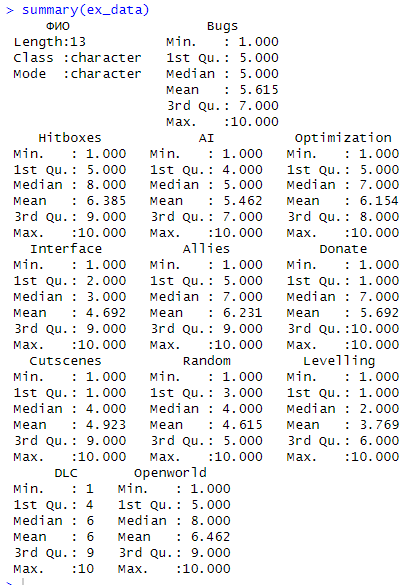 > summary(ex_data)
     ФИО                 Bugs
 Length:13          Min.   : 1.000
 Class :character   1st Qu.: 5.000
 Mode  :character   Median : 5.000
                    Mean   : 5.615
                    3rd Qu.: 7.000
                    Max.   :10.000
    Hitboxes            AI          Optimization
 Min.   : 1.000   Min.   : 1.000   Min.   : 1.000
 1st Qu.: 5.000   1st Qu.: 4.000   1st Qu.: 5.000
 Median : 8.000   Median : 5.000   Median : 7.000
 Mean   : 6.385   Mean   : 5.462   Mean   : 6.154
 3rd Qu.: 9.000   3rd Qu.: 7.000   3rd Qu.: 8.000
 Max.   :10.000   Max.   :10.000   Max.   :10.000
   Interface          Allies           Donate
 Min.   : 1.000   Min.   : 1.000   Min.   : 1.000
 1st Qu.: 2.000   1st Qu.: 5.000   1st Qu.: 1.000
 Median : 3.000   Median : 7.000   Median : 7.000
 Mean   : 4.692   Mean   : 6.231   Mean   : 5.692
 3rd Qu.: 9.000   3rd Qu.: 9.000   3rd Qu.:10.000
 Max.   :10.000   Max.   :10.000   Max.   :10.000
   Cutscenes          Random         Levelling
 Min.   : 1.000   Min.   : 1.000   Min.   : 1.000
 1st Qu.: 1.000   1st Qu.: 3.000   1st Qu.: 1.000
 Median : 4.000   Median : 4.000   Median : 2.000
 Mean   : 4.923   Mean   : 4.615   Mean   : 3.769
 3rd Qu.: 9.000   3rd Qu.: 5.000   3rd Qu.: 6.000
 Max.   :10.000   Max.   :10.000   Max.   :10.000
      DLC       Openworld
 Min.   : 1   Min.   : 1.000
 1st Qu.: 4   1st Qu.: 5.000
 Median : 6   Median : 8.000
 Mean   : 6   Mean   : 6.462
 3rd Qu.: 9   3rd Qu.: 9.000
 Max.   :10   Max.   :10.000
>